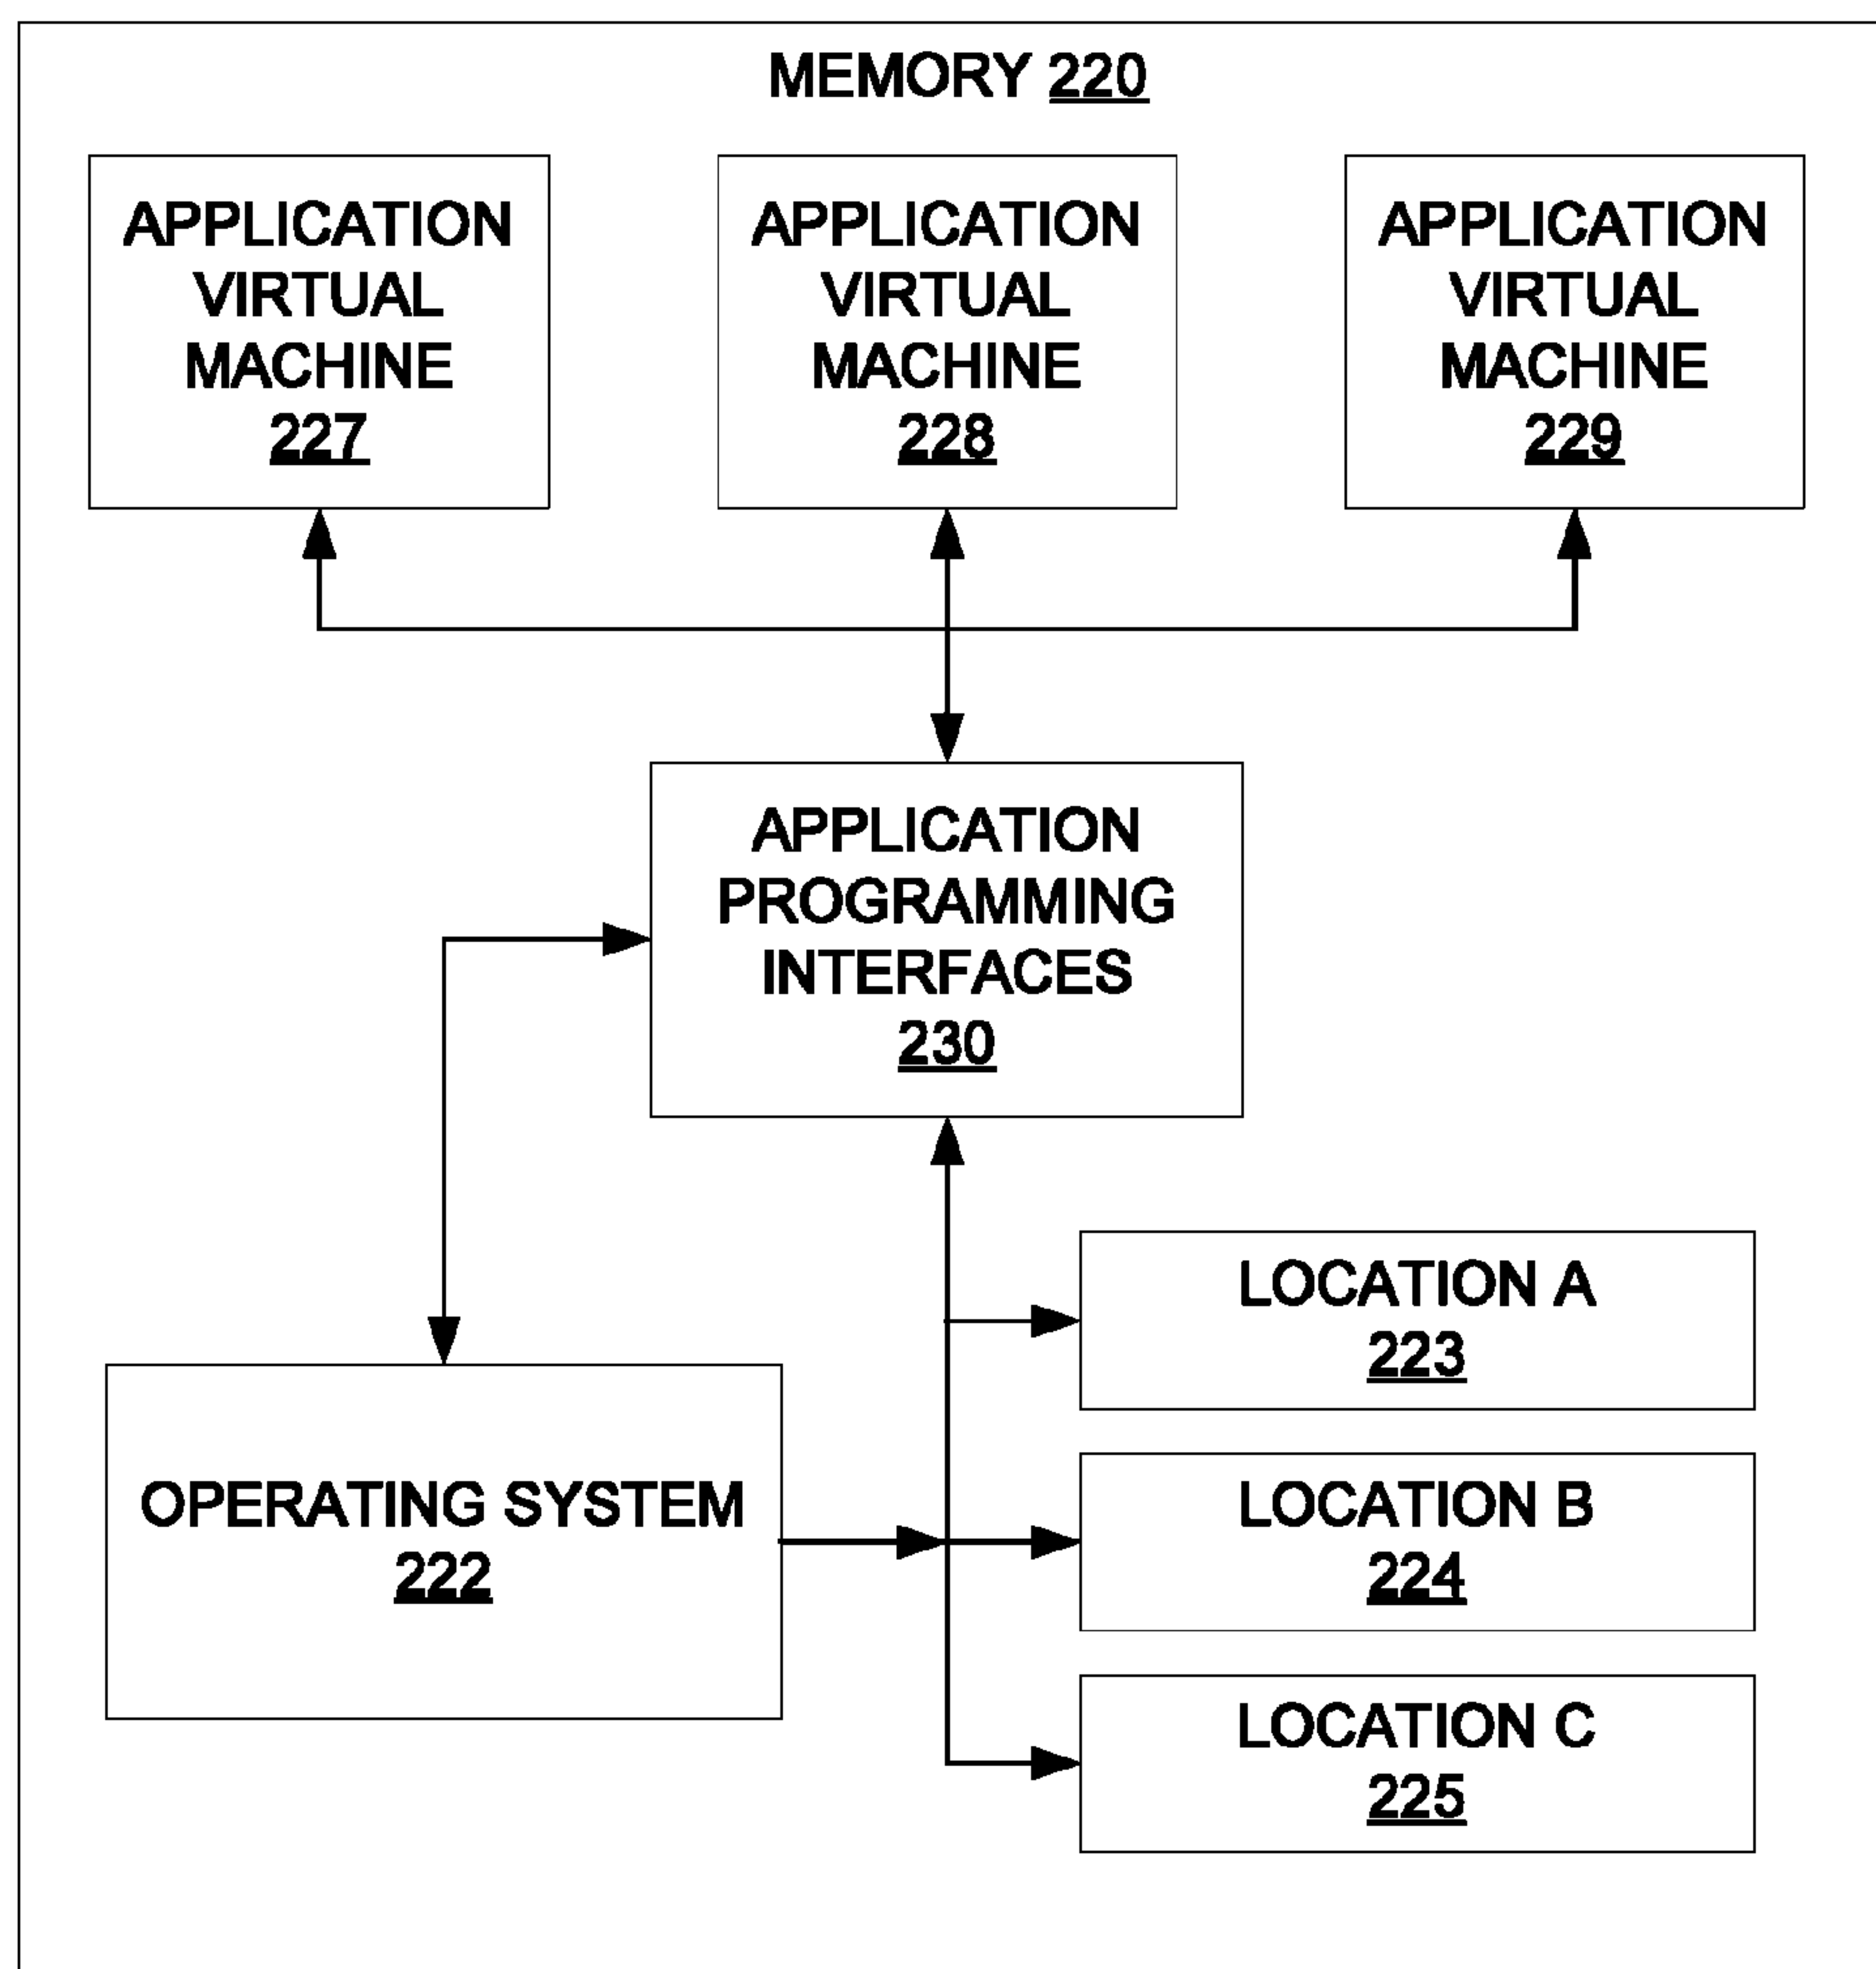 MEMORY 220
APPLICATION
VIRTUAL
MACHINE
227
APPLICATION
VIRTUAL
MACHINE
228
APPLICATION
VIRTUAL
MACHINE
229
APPLICATION
PROGRAMMING
INTERFACES
230
LOCATION A
223
OPERATING SYSTEM
222
LOCATION B
224
LOCATION C
225